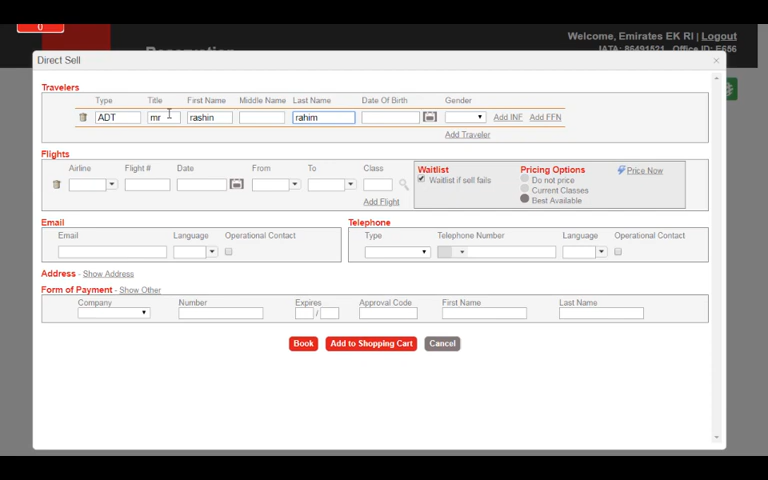 0
Welcome, Emirates EK RI | Logout
Direct Sell ×
Travelers
Type Title First Name Middle Name Last Name Date Of Birth Gender
ADT mr rashin rahim Add INF Add FFN
Add Traveler
Flights
Airline Flight # Date From To Class
Add Flight
Waitlist
Waitlist if sell fails
Pricing Options
Do not price
Current Classes
Best Available
Price Now
Email
Email Language Operational Contact
Telephone
Type Telephone Number Language Operational Contact
Address - Show Address
Form of Payment - Show Other
Company Number Expires Approval Code First Name Last Name
/
Book Add to Shopping Cart Cancel